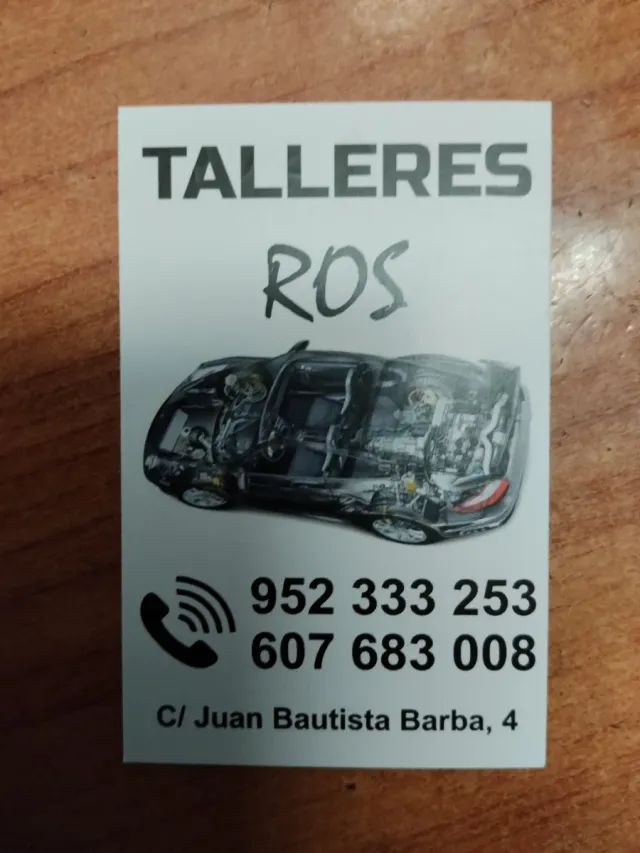 TALLERES
ROS
952 333 253
607 683 008
C/ Juan Bautista Barba, 4